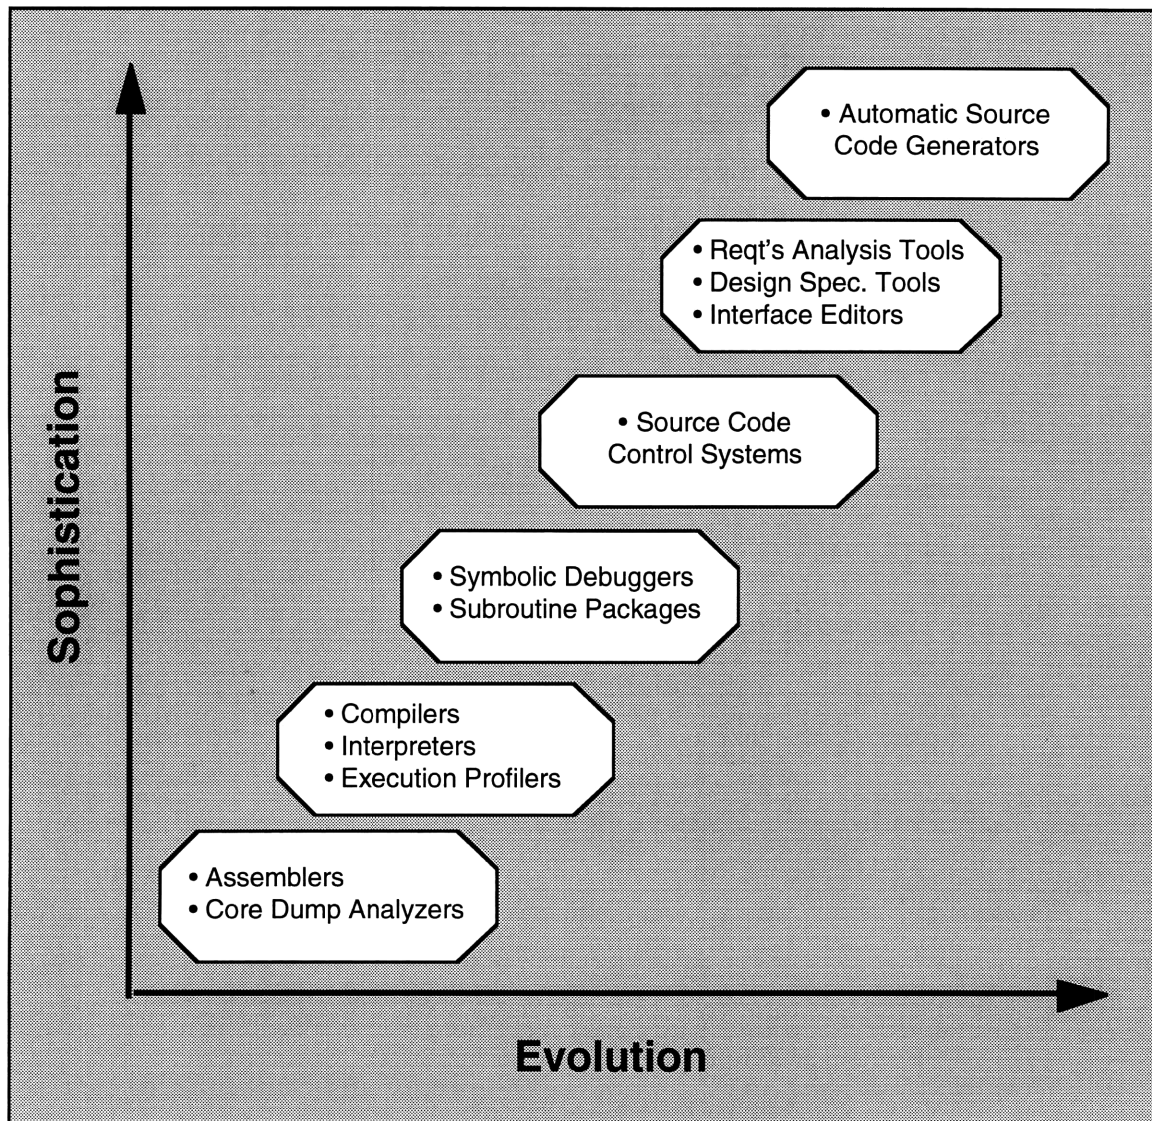 • Automatic Source
Code Generators
• Reqt's Analysis Tools
• Design Spec. Tools
• Interface Editors
• Source Code
Control Systems
• Symbolic Debuggers
• Subroutine Packages
• Compilers
• Interpreters
• Execution Profilers
• Assemblers
• Core Dump Analyzers
Sophistication
Evolution